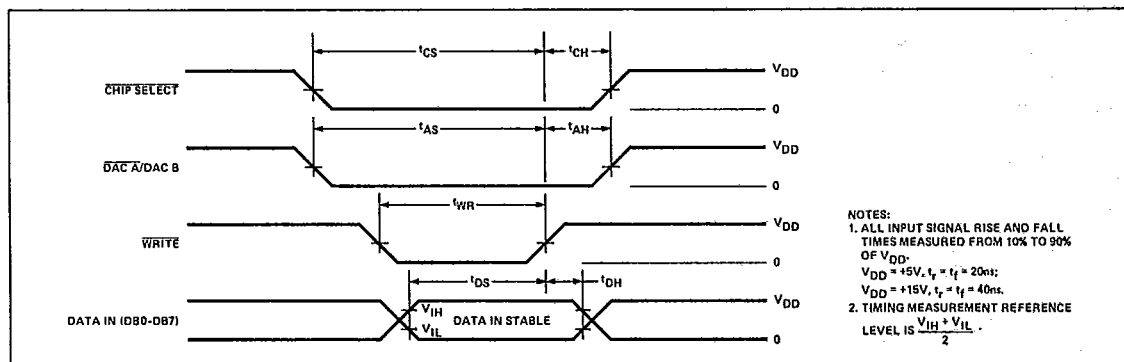 tCS
tCH
CHIP SELECT
VDD
0
tAS
tAH
DAC A/DAC B
VDD
0
tWR
WRITE
VDD
0
tDS
tDH
DATA IN (DB0-DB7)
VIH
VIL
DATA IN STABLE
VDD
0
NOTES:
1. ALL INPUT SIGNAL RISE AND FALL
TIMES MEASURED FROM 10% TO 90%
OF VDD.
VDD = +5V, tr = tf = 20ns;
VDD = +15V, tr = tf = 40ns.
2. TIMING MEASUREMENT REFERENCE
LEVEL IS (VIH + VIL)/2 .